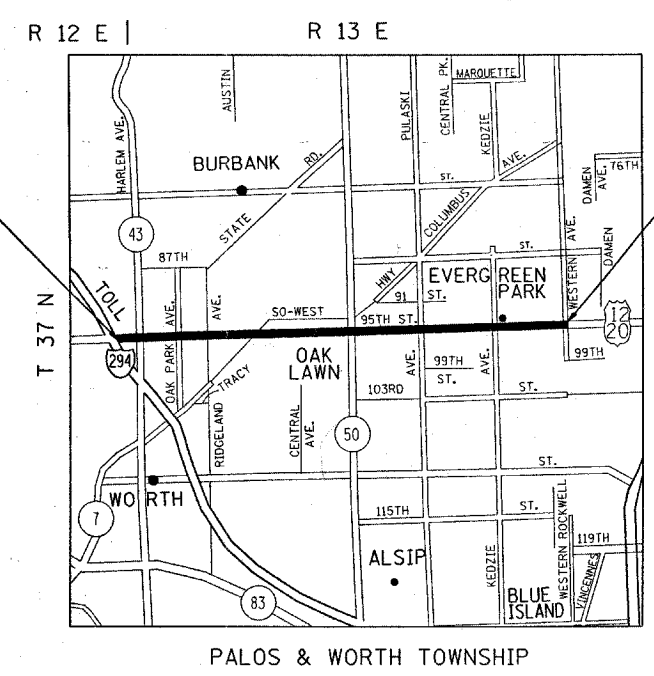 R 12 E |
R 13 E
AUSTIN
HARLEM AVE.
PULASKI
CENTRAL PK.
MARQUETTE
KEDZIE
AVE.
BURBANK
RD.
ST.
COLUMBUS
DAMEN
AVE.
76TH
STATE
43
87TH
ST.
WESTERN AVE.
DAMEN
TOLL
OAK PARK AVE.
AVE.
HWY
91
ST.
EVERGREEN
PARK
SO-WEST
95TH ST.
12
20
T 37 N
294
OAK
LAWN
TRACY
AVE.
99TH
ST.
AVE.
99TH
103RD
ST.
RIDGELAND
CENTRAL
AVE.
50
ST.
WORTH
7
115TH
ST.
WESTERN ROCKWELL
119TH
ALSIP
KEDZIE
VINCENNES
83
BLUE
ISLAND
PALOS & WORTH TOWNSHIP